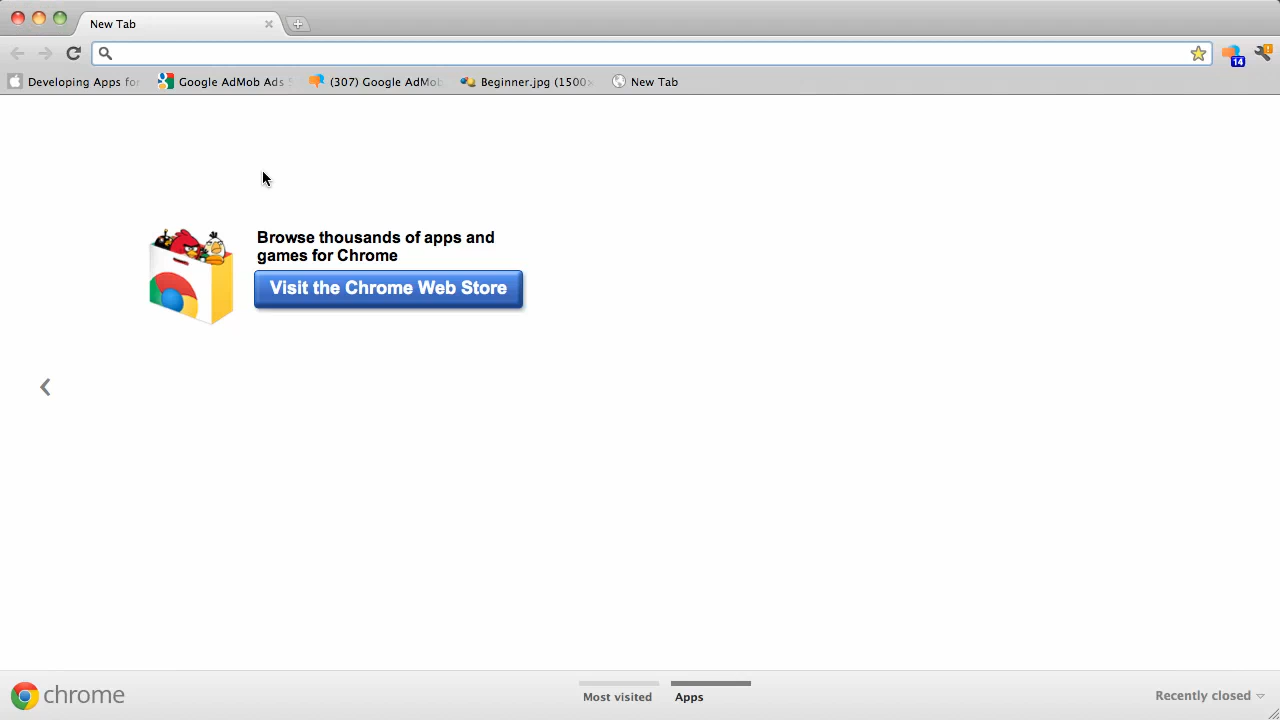 New Tab
Developing Apps for
Google AdMob Ads
(307) Google AdMob
Beginner.jpg (1500×
New Tab
14
Browse thousands of apps and
games for Chrome
Visit the Chrome Web Store
chrome
Most visited
Apps
Recently closed